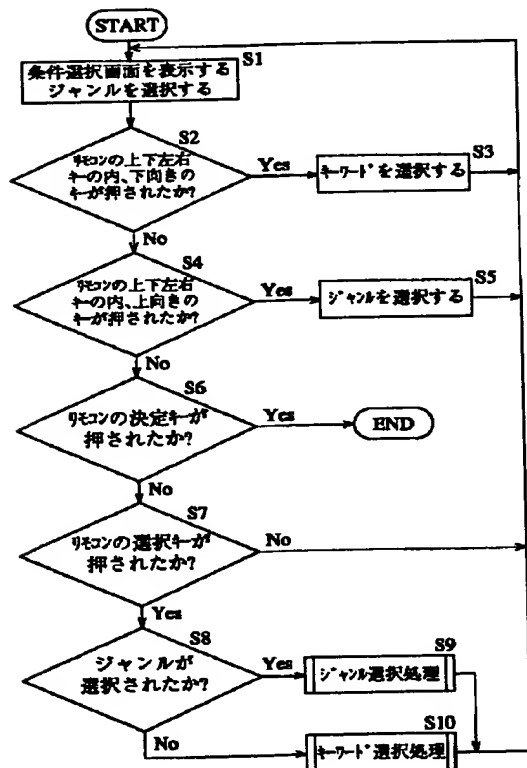 START
S1
条件選択画面を表示する
ジャンルを選択する
S2
リモコンの上下左右
キーの内、下向きの
キーが押されたか?
Yes
S3
キーワードを選択する
No
S4
リモコンの上下左右
キーの内、上向きの
キーが押されたか?
Yes
S5
ジャンルを選択する
No
S6
リモコンの決定キーが
押されたか?
Yes
END
No
S7
リモコンの選択キーが
押されたか?
No
Yes
S8
ジャンルが
選択されたか?
Yes
S9
ジャンル選択処理
No
S10
キーワード選択処理